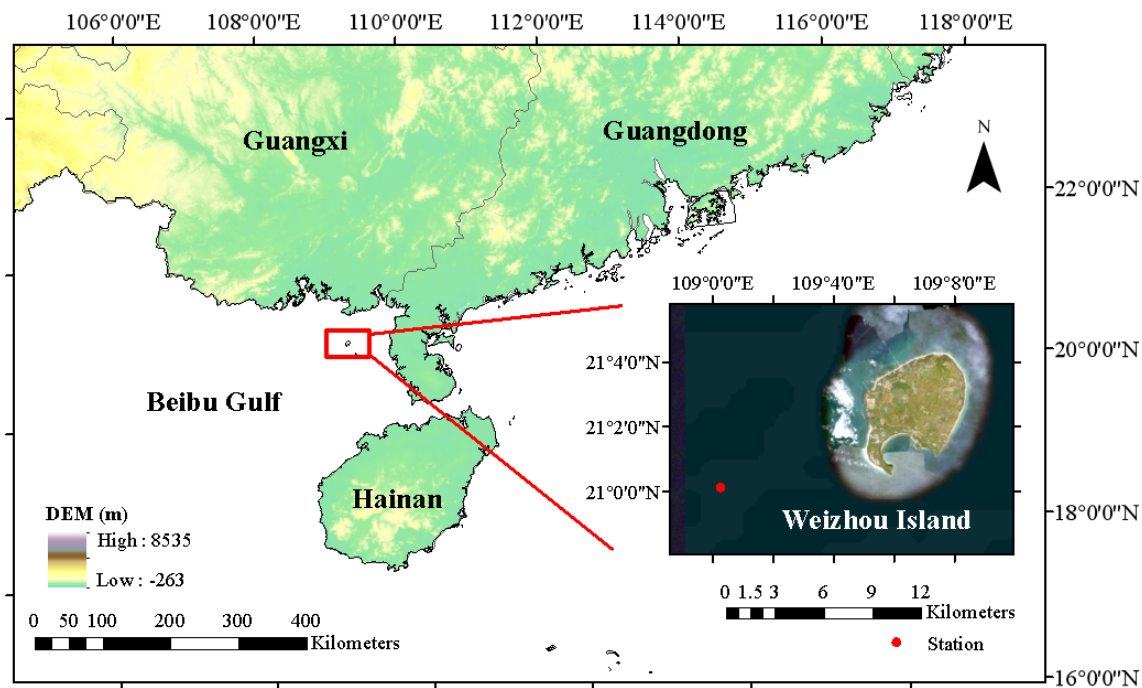 106°0'0"E 108°0'0"E 110°0'0"E 112°0'0"E 114°0'0"E 116°0'0"E 118°0'0"E
Guangxi
Guangdong
N
22°0'0"N
109°0'0"E 109°4'0"E 109°8'0"E
21°4'0"N
20°0'0"N
Beibu Gulf
21°2'0"N
Hainan
21°0'0"N
Weizhou Island
18°0'0"N
DEM (m)
High : 8535
Low : -263
0 50 100 200 300 400
Kilometers
0 1.5 3 6 9 12
Kilometers
Station
16°0'0"N